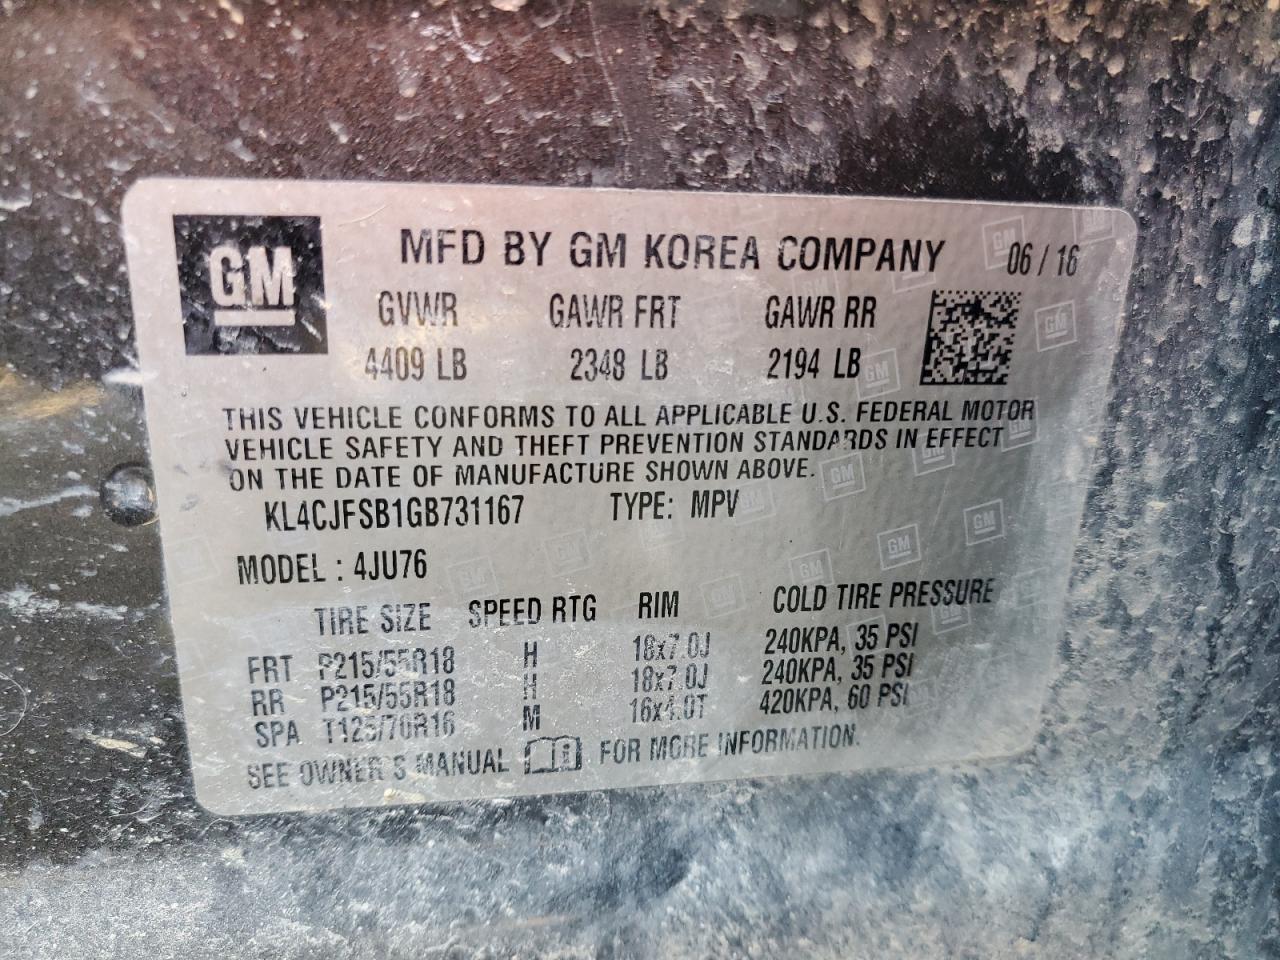 GM
MFD BY GM KOREA COMPANY 06 / 16
GVWR GAWR FRT GAWR RR
4409 LB 2348 LB 2194 LB
THIS VEHICLE CONFORMS TO ALL APPLICABLE U.S. FEDERAL MOTOR
VEHICLE SAFETY AND THEFT PREVENTION STANDARDS IN EFFECT
ON THE DATE OF MANUFACTURE SHOWN ABOVE.
KL4CJFSB1GB731167 TYPE: MPV
MODEL : 4JU76
TIRE SIZE SPEED RTG RIM COLD TIRE PRESSURE
FRT P215/55R18 H 18x7.0J 240KPA, 35 PSI
RR P215/55R18 H 18x7.0J 240KPA, 35 PSI
SPA T125/70R16 M 16x4.0T 420KPA, 60 PSI
SEE OWNER'S MANUAL i FOR MORE INFORMATION.